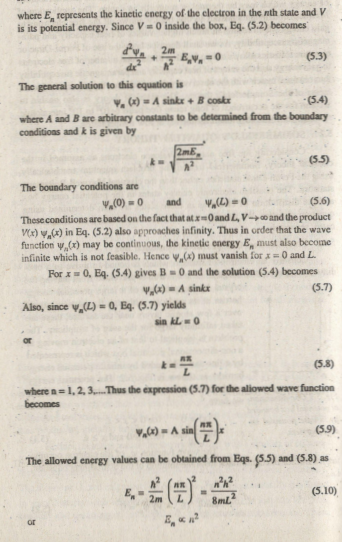 where Eₙ represents the kinetic energy of the electron in the nth state and V
is its potential energy. Since V = 0 inside the box, Eq. (5.2) becomes
d²ψₙ/dx² + 2m/ħ² Eₙψₙ = 0 (5.3)
The general solution to this equation is
ψₙ (x) = A sinkx + B coskx (5.4)
where A and B are arbitrary constants to be determined from the boundary
conditions and k is given by
k = √(2mEₙ/ħ²) (5.5)
The boundary conditions are
ψₙ(0) = 0 and ψₙ(L) = 0 (5.6)
These conditions are based on the fact that at x=0 and L, V→∞ and the product
V(x) ψₙ(x) in Eq. (5.2) also approaches infinity. Thus in order that the wave
function ψₙ(x) may be continuous, the kinetic energy Eₙ must also become
infinite which is not feasible. Hence ψₙ(x) must vanish for x = 0 and L.
For x = 0, Eq. (5.4) gives B = 0 and the solution (5.4) becomes
ψₙ(x) = A sinkx (5.7)
Also, since ψₙ(L) = 0, Eq. (5.7) yields
sin kL = 0
or
k = nπ/L (5.8)
where n = 1, 2, 3,....Thus the expression (5.7) for the allowed wave function
becomes
ψₙ(x) = A sin(nπ/L)x (5.9)
The allowed energy values can be obtained from Eqs. (5.5) and (5.8) as
Eₙ = ħ²/2m (nπ/L)² = n²h²/8mL² (5.10)
or Eₙ ∝ n²